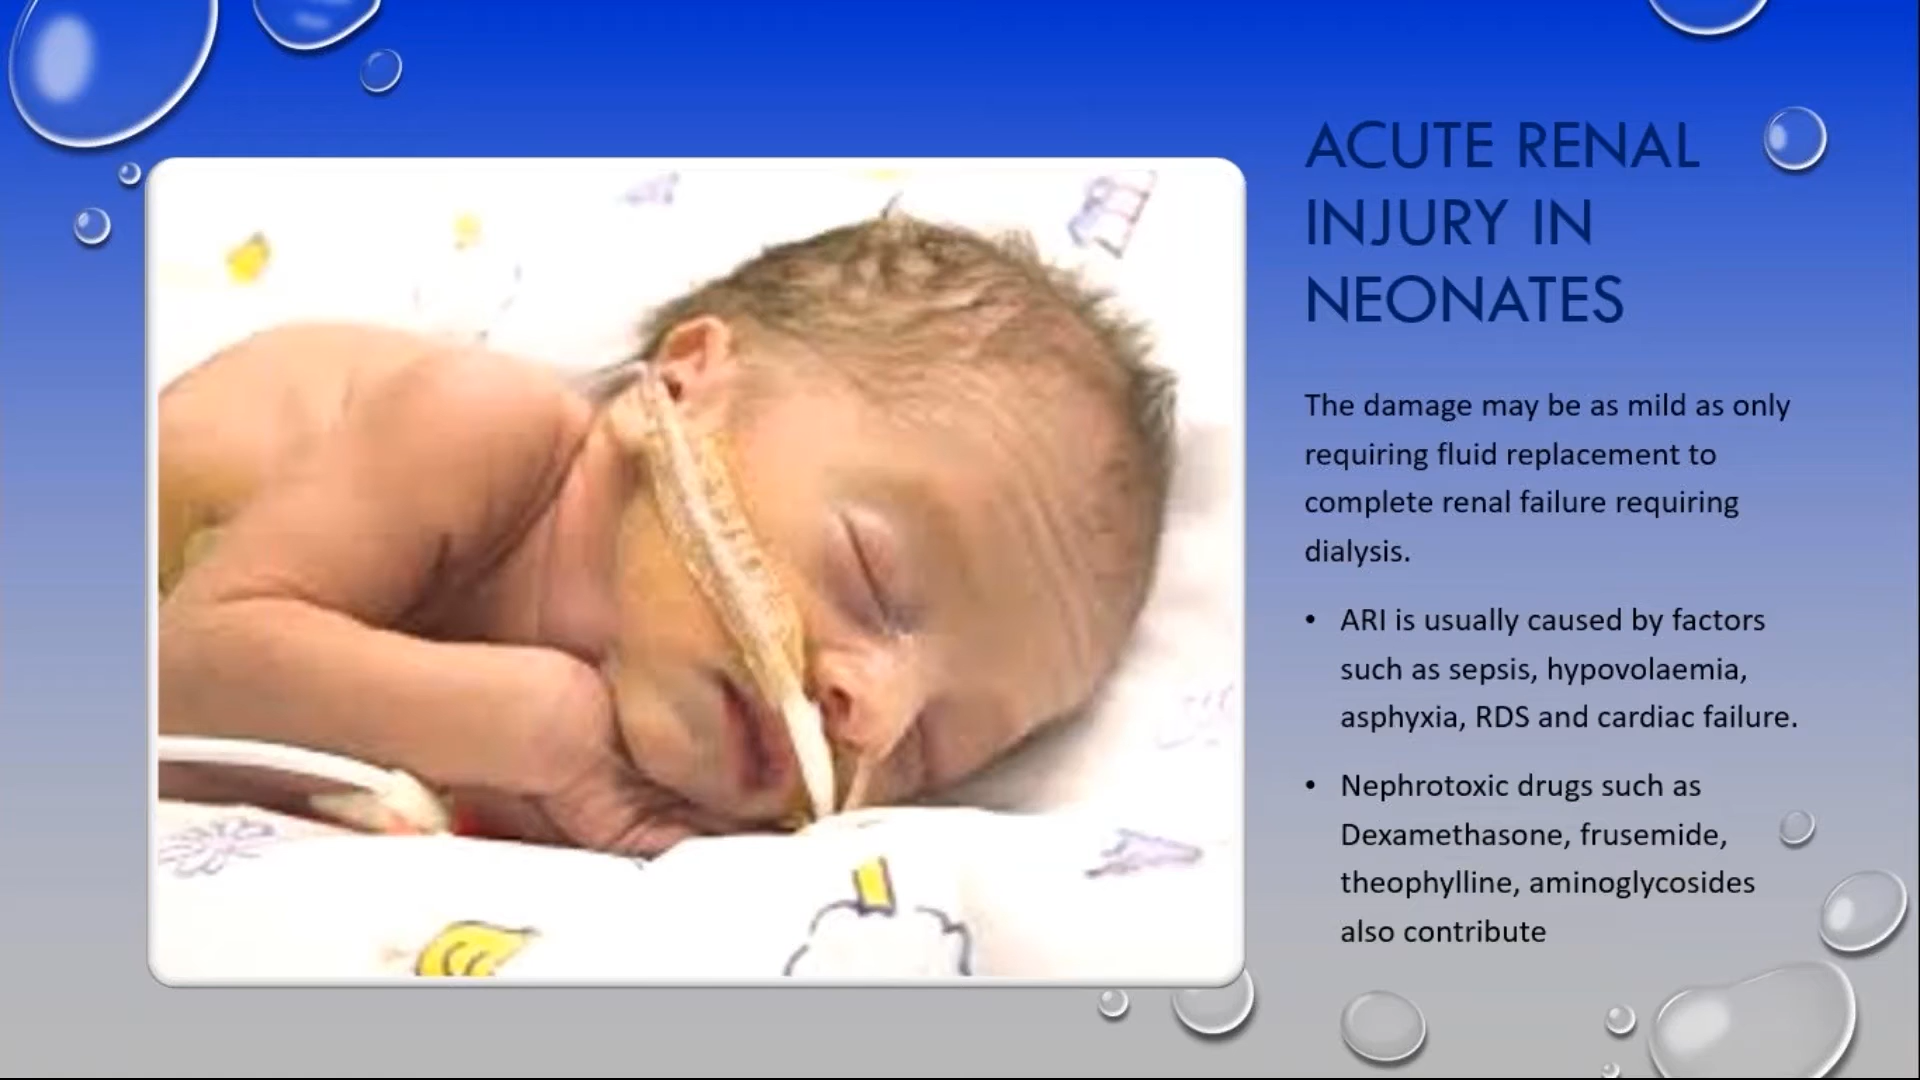 ACUTE RENAL
INJURY IN
NEONATES
The damage may be as mild as only
requiring fluid replacement to
complete renal failure requiring
dialysis.
• ARI is usually caused by factors
such as sepsis, hypovolaemia,
asphyxia, RDS and cardiac failure.
• Nephrotoxic drugs such as
Dexamethasone, frusemide,
theophylline, aminoglycosides
also contribute